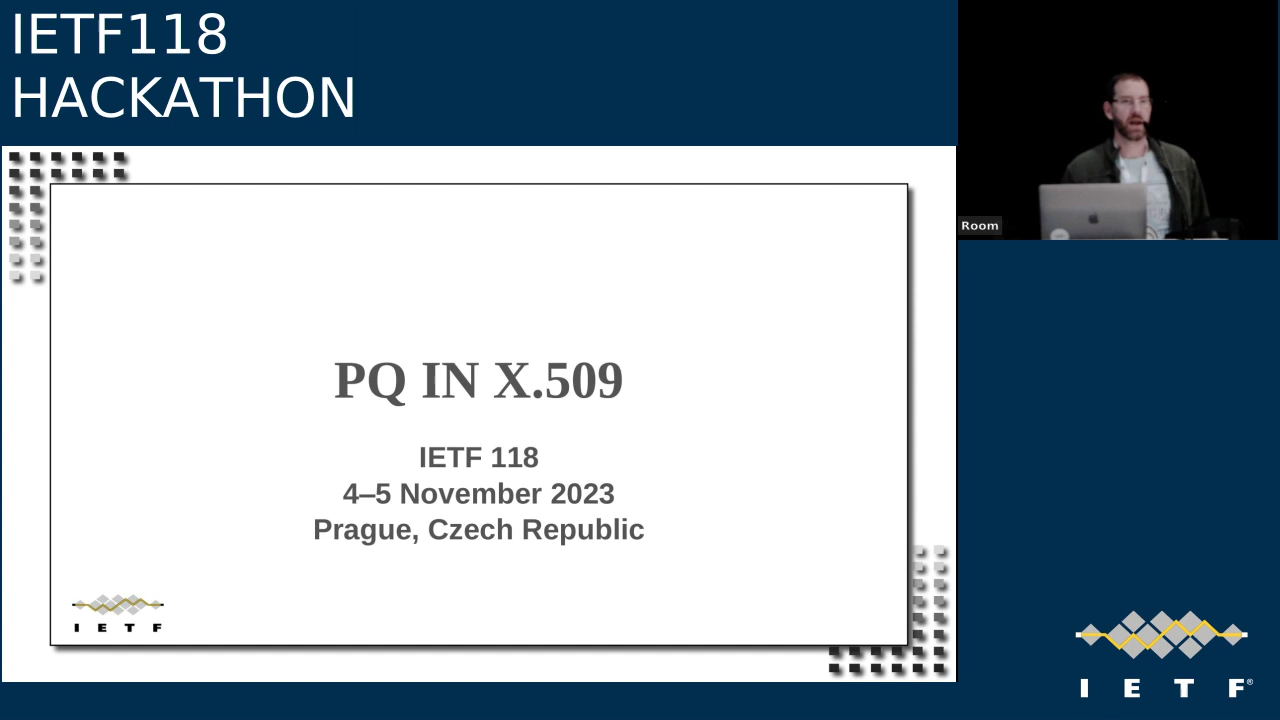 IETF118
HACKATHON
Room
PQ IN X.509
IETF 118
4–5 November 2023
Prague, Czech Republic
I E T F
I E T F®